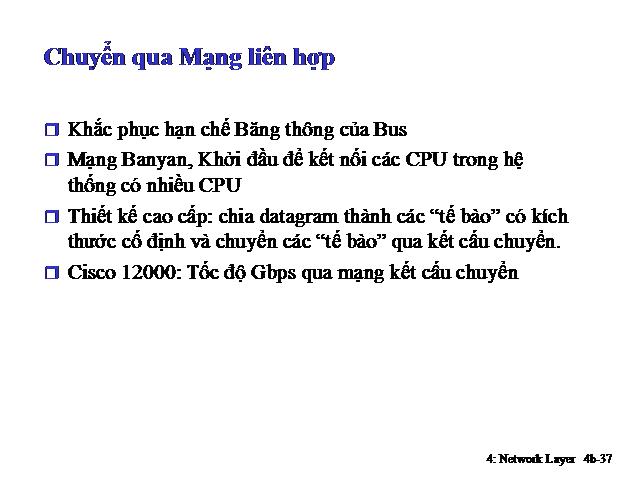 Chuyển qua Mạng liên hợp
Khắc phục hạn chế Băng thông của Bus
Mạng Banyan, Khởi đầu để kết nối các CPU trong hệ
thống có nhiều CPU
Thiết kế cao cấp: chia datagram thành các “tế bào” có kích
thước cố định và chuyển các “tế bào” qua kết cấu chuyển.
Cisco 12000: Tốc độ Gbps qua mạng kết cấu chuyển
4: Network Layer 4b-37